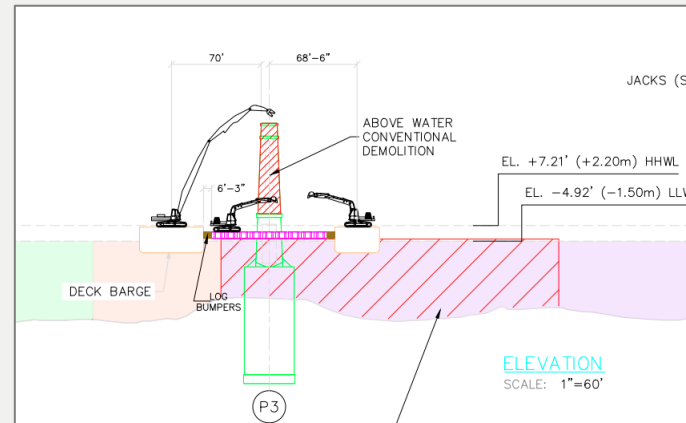 70'
68'-6"
JACKS (S
ABOVE WATER
CONVENTIONAL
DEMOLITION
EL. +7.21' (+2.20m) HHWL
6'-3"
EL. -4.92' (-1.50m) LLW
DECK BARGE
LOG
BUMPERS
ELEVATION
SCALE: 1"=60'
P3